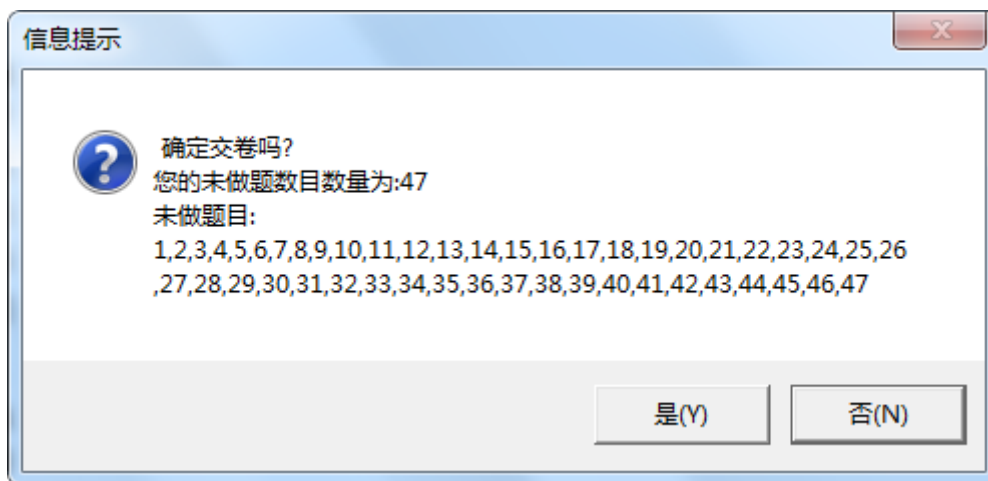 信息提示
确定交卷吗?
您的未做题数目数量为:47
未做题目:
1,2,3,4,5,6,7,8,9,10,11,12,13,14,15,16,17,18,19,20,21,22,23,24,25,26
,27,28,29,30,31,32,33,34,35,36,37,38,39,40,41,42,43,44,45,46,47
是(Y)
否(N)